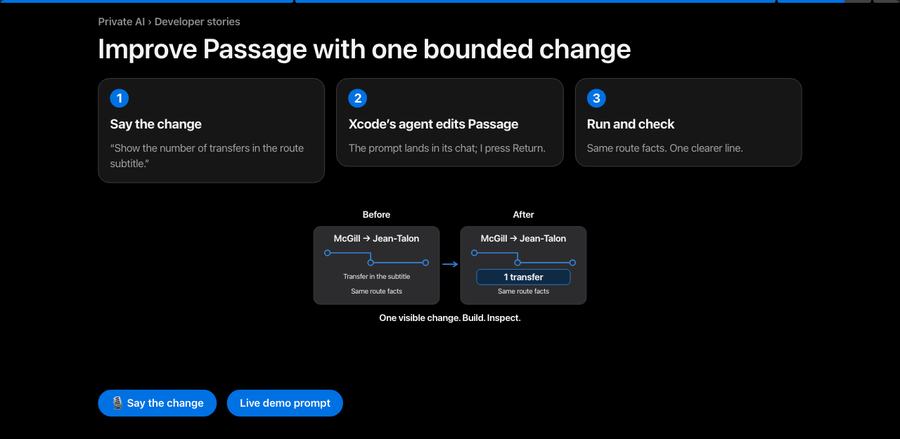 Private AI › Developer stories
Improve Passage with one bounded change
1
Say the change
“Show the number of transfers in the route
subtitle.”
2
Xcode’s agent edits Passage
The prompt lands in its chat; I press Return.
3
Run and check
Same route facts. One clearer line.
Before
McGill → Jean-Talon
Transfer in the subtitle
Same route facts
After
McGill → Jean-Talon
1 transfer
Same route facts
One visible change. Build. Inspect.
Say the change
Live demo prompt